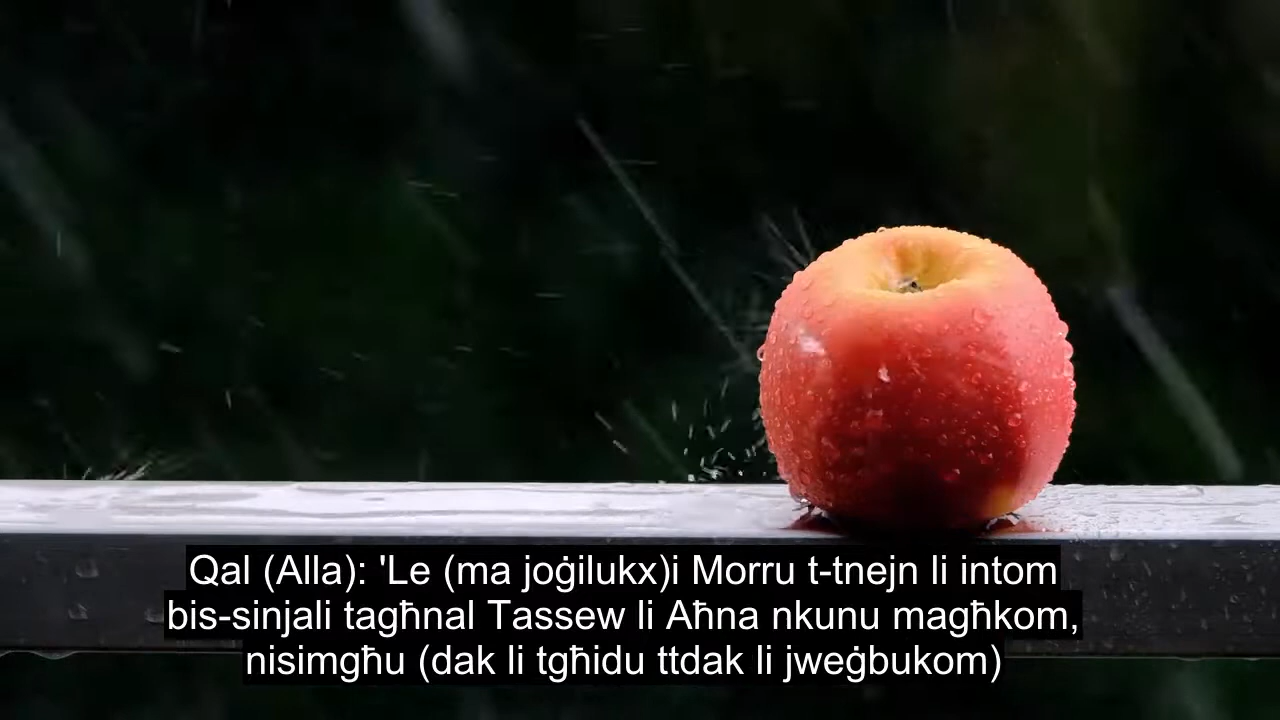 Qal (Alla): 'Le (ma joġilukx)i Morru t-tnejn li intom
bis-sinjali tagħnal Tassew li Aħna nkunu magħkom,
nisimgħu (dak li tgħidu ttdak li jweġbukom)